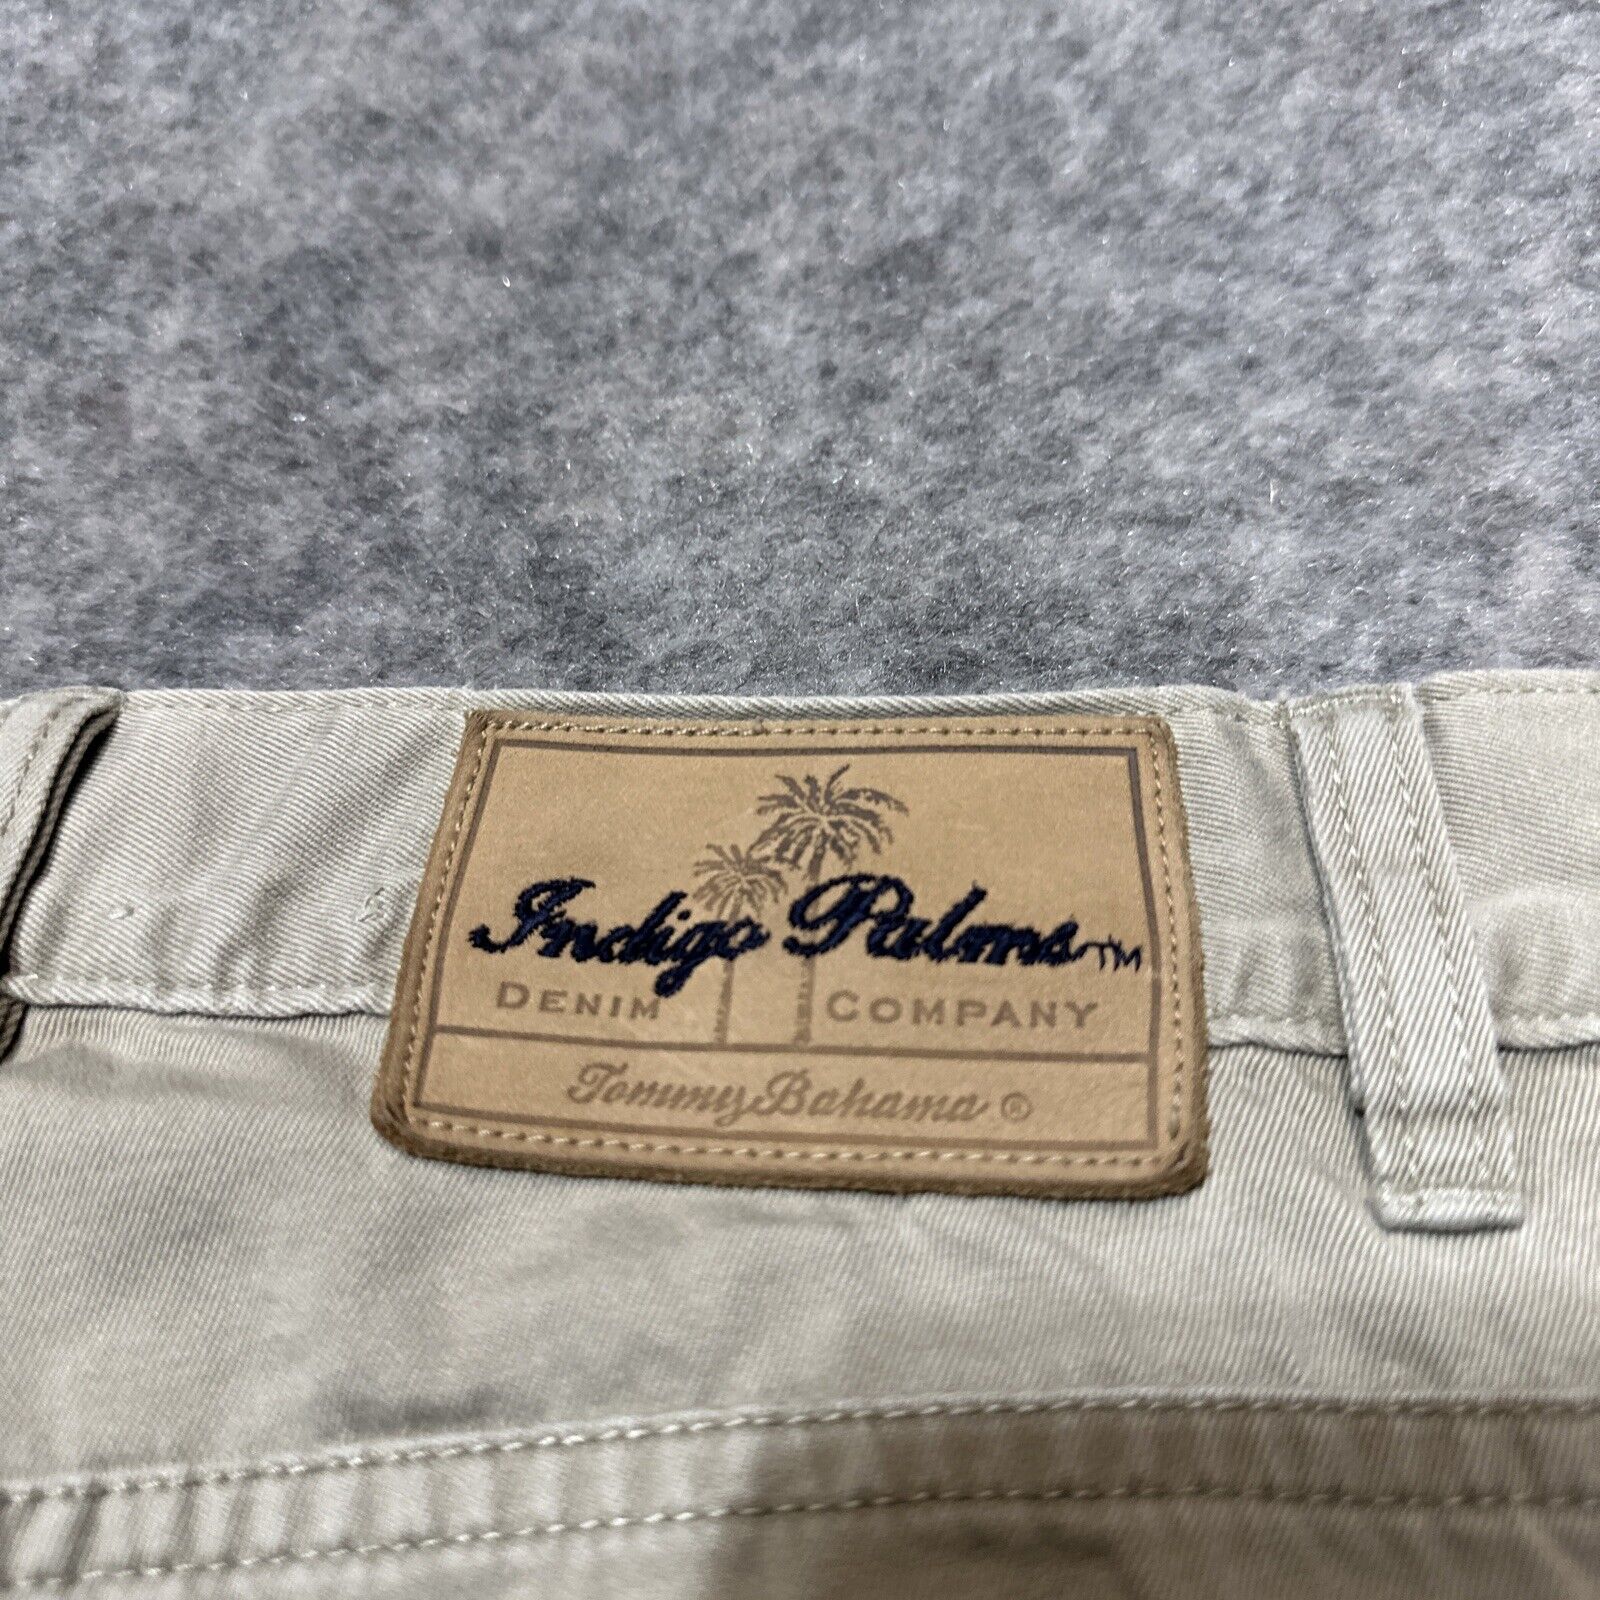 Indigo Palms™
DENIM COMPANY
Tommy Bahama ®